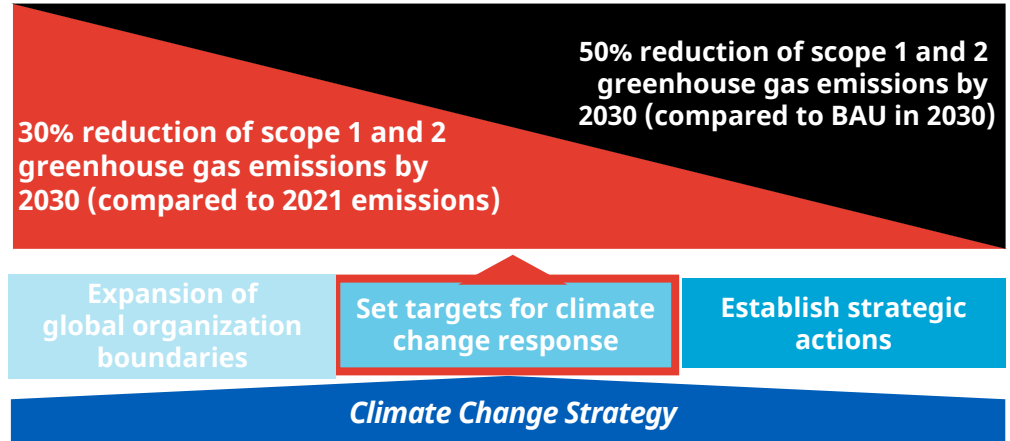 50% reduction of scope 1 and 2
greenhouse gas emissions by
2030 (compared to BAU in 2030)
30% reduction of scope 1 and 2
greenhouse gas emissions by
2030 (compared to 2021 emissions)
Expansion of
global organization
boundaries
Set targets for climate
change response
Establish strategic
actions
Climate Change Strategy